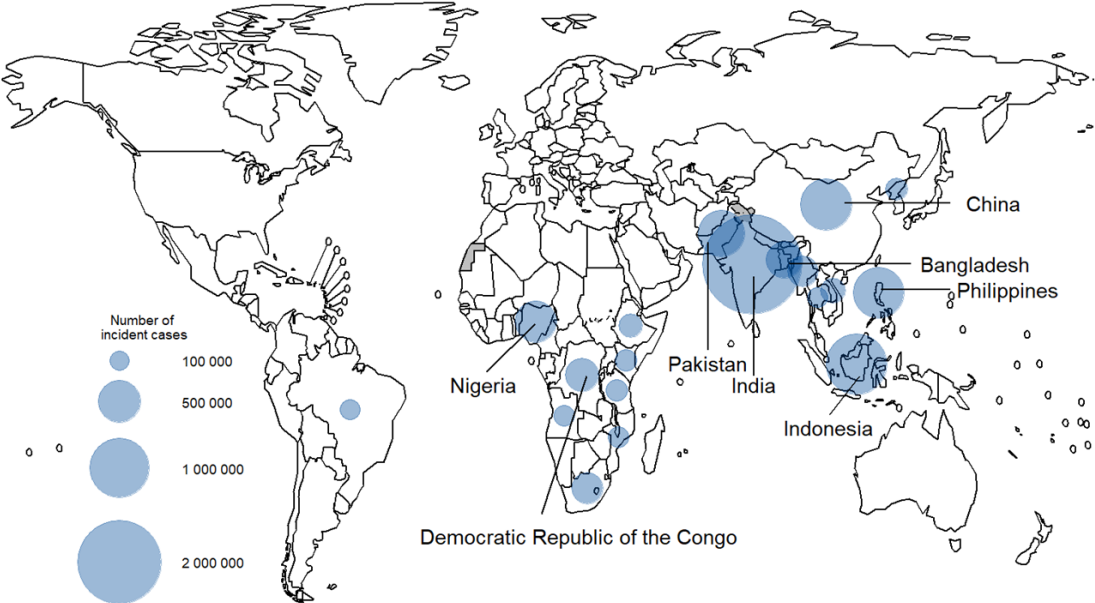 China
Bangladesh
Philippines
Number of
incident cases
100 000
Pakistan
Nigeria
India
500 000
Indonesia
1 000 000
Democratic Republic of the Congo
2 000 000